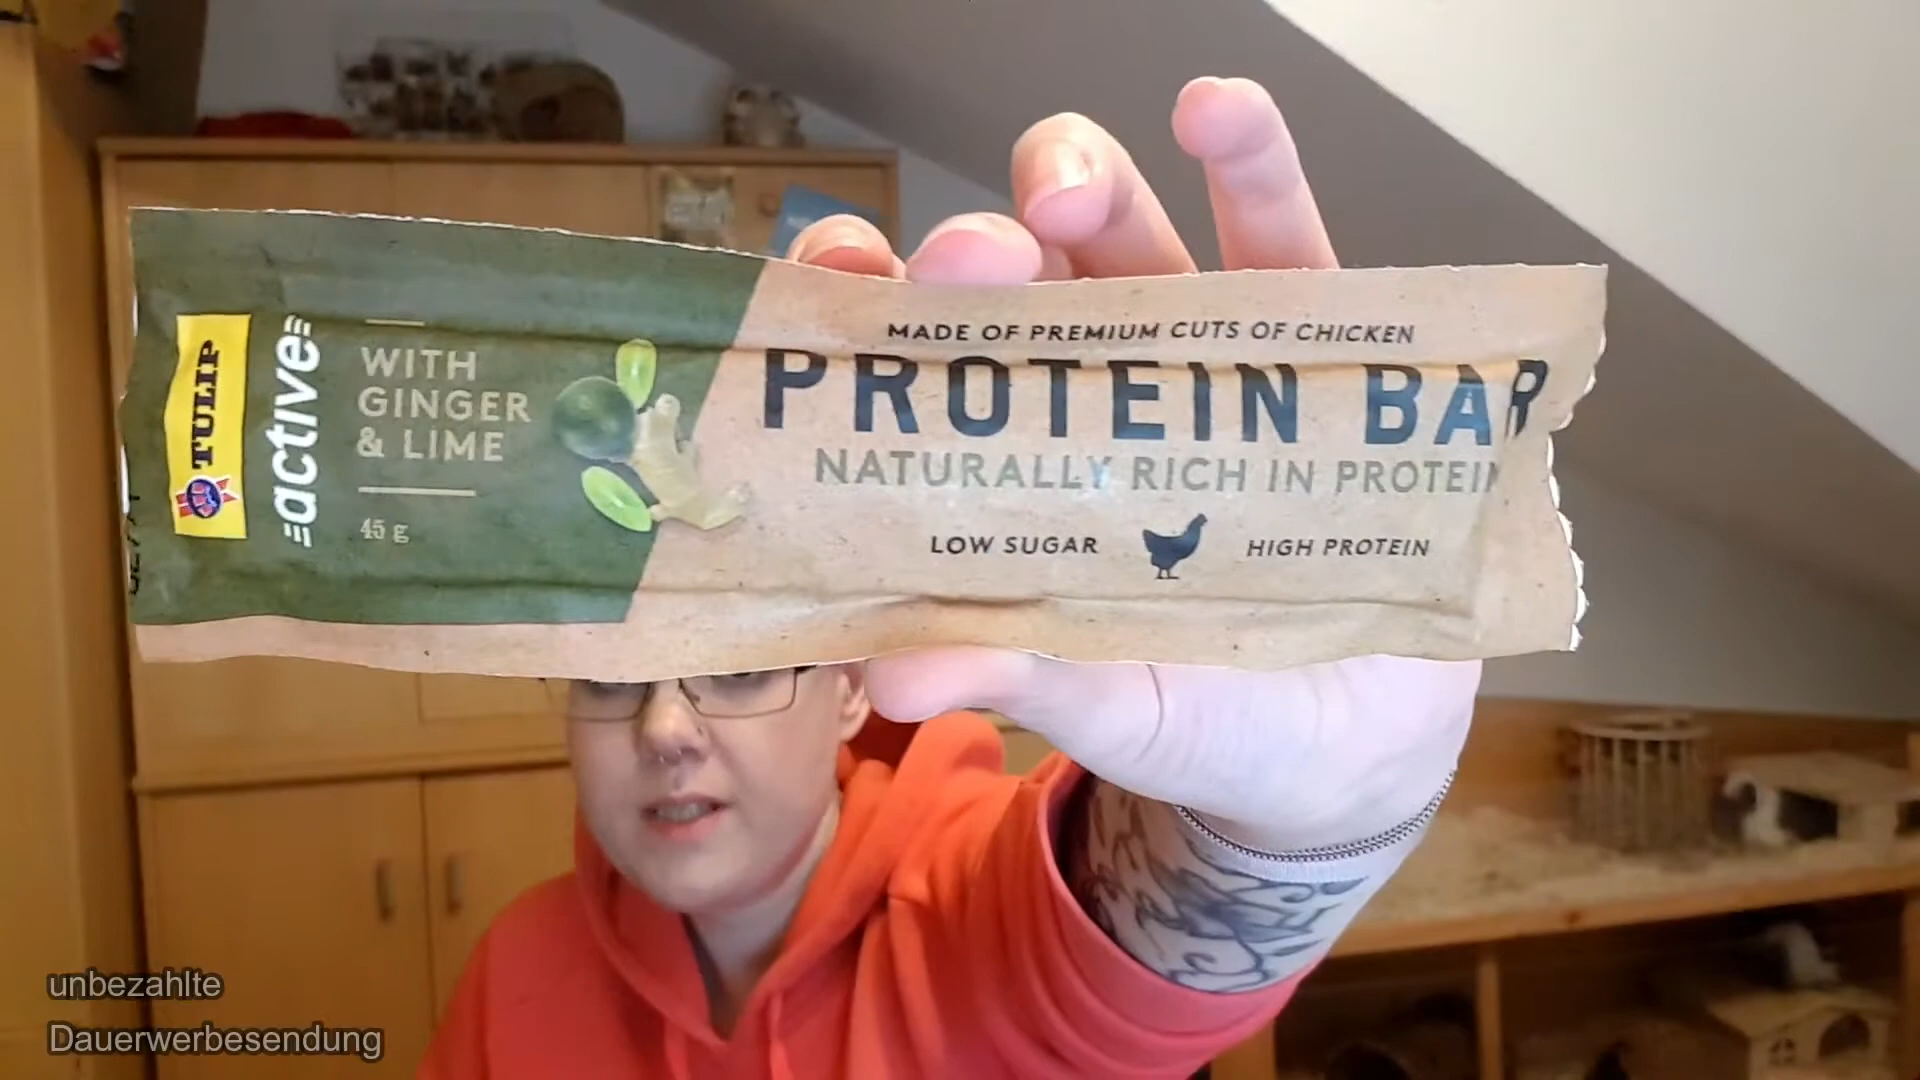 TULIP
active
WITH
GINGER
& LIME
45 g
MADE OF PREMIUM CUTS OF CHICKEN
PROTEIN BAR
NATURALLY RICH IN PROTEIN
LOW SUGAR
HIGH PROTEIN
unbezahlte
Dauerwerbesendung